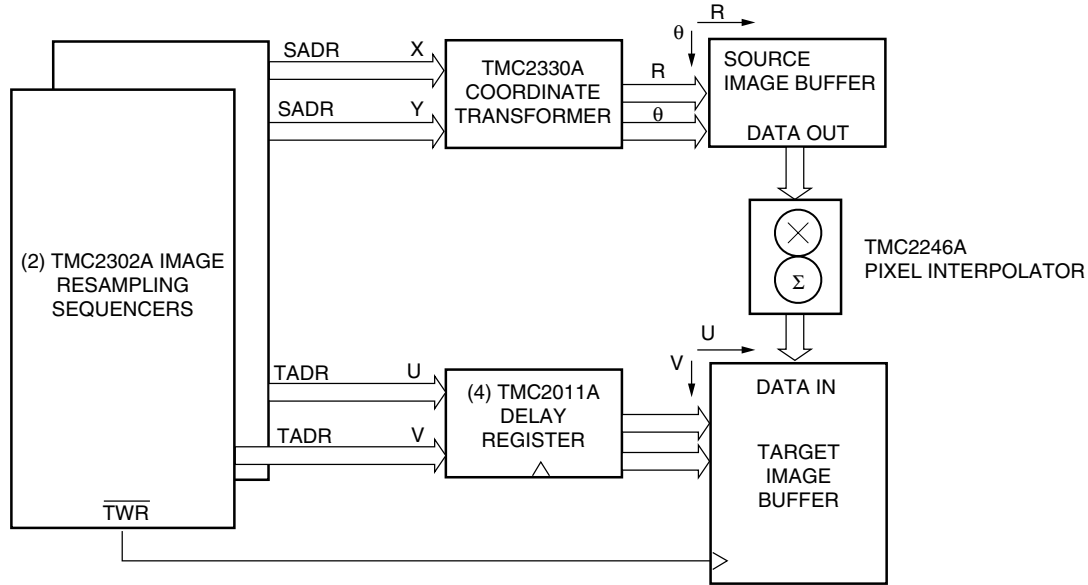 R
θ
SADR X
SADR Y
TMC2330A
COORDINATE
TRANSFORMER
R
θ
SOURCE
IMAGE BUFFER
DATA OUT
(2) TMC2302A IMAGE
RESAMPLING
SEQUENCERS
Σ
TMC2246A
PIXEL INTERPOLATOR
U
V
TADR U
TADR V
(4) TMC2011A
DELAY
REGISTER
DATA IN
TARGET
IMAGE
BUFFER
TWR